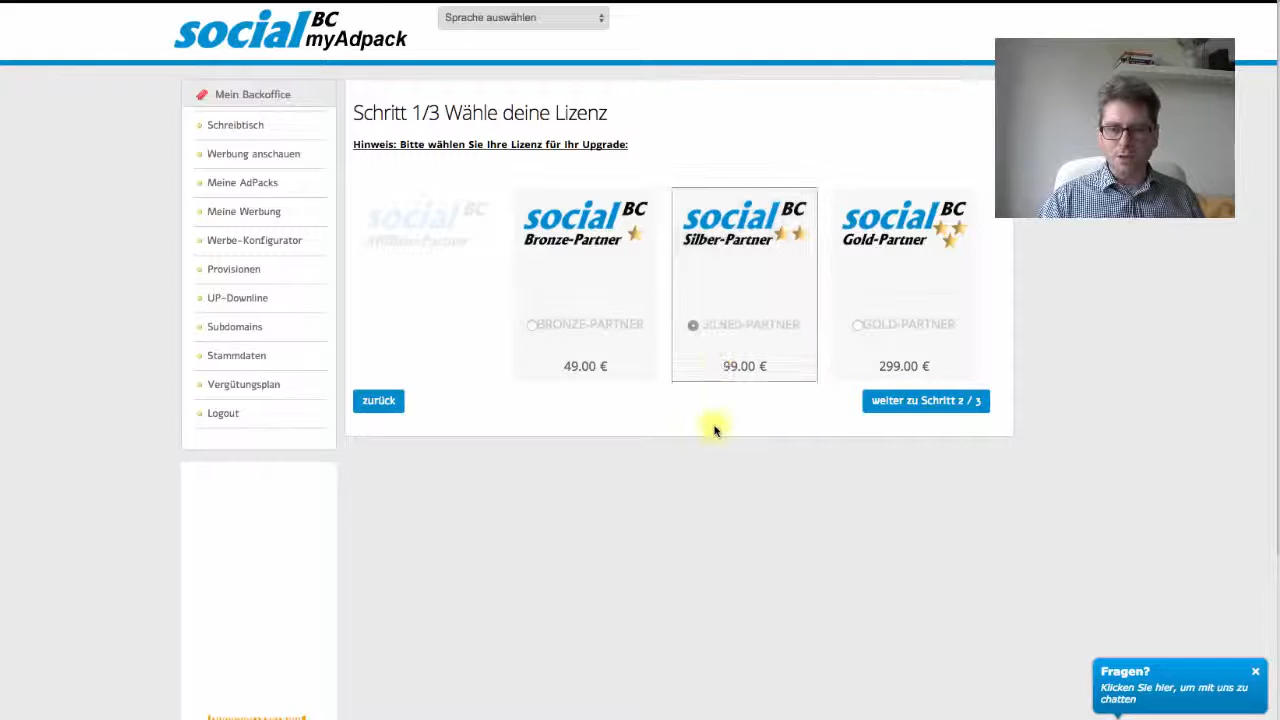 social BC
myAdpack
Sprache auswählen
Mein Backoffice
Schreibtisch
Werbung anschauen
Meine AdPacks
Meine Werbung
Werbe-Konfigurator
Provisionen
UP-Downline
Subdomains
Stammdaten
Vergütungsplan
Logout
Schritt 1/3 Wähle deine Lizenz
Hinweis: Bitte wählen Sie Ihre Lizenz für Ihr Upgrade:
social BC
social BC
Bronze-Partner
BRONZE-PARTNER
49.00 €
social BC
Silber-Partner
99.00 €
social BC
Gold-Partner
GOLD-PARTNER
299.00 €
zurück
weiter zu Schritt 2 / 3
Fragen?
Klicken Sie hier, um mit uns zu
chatten